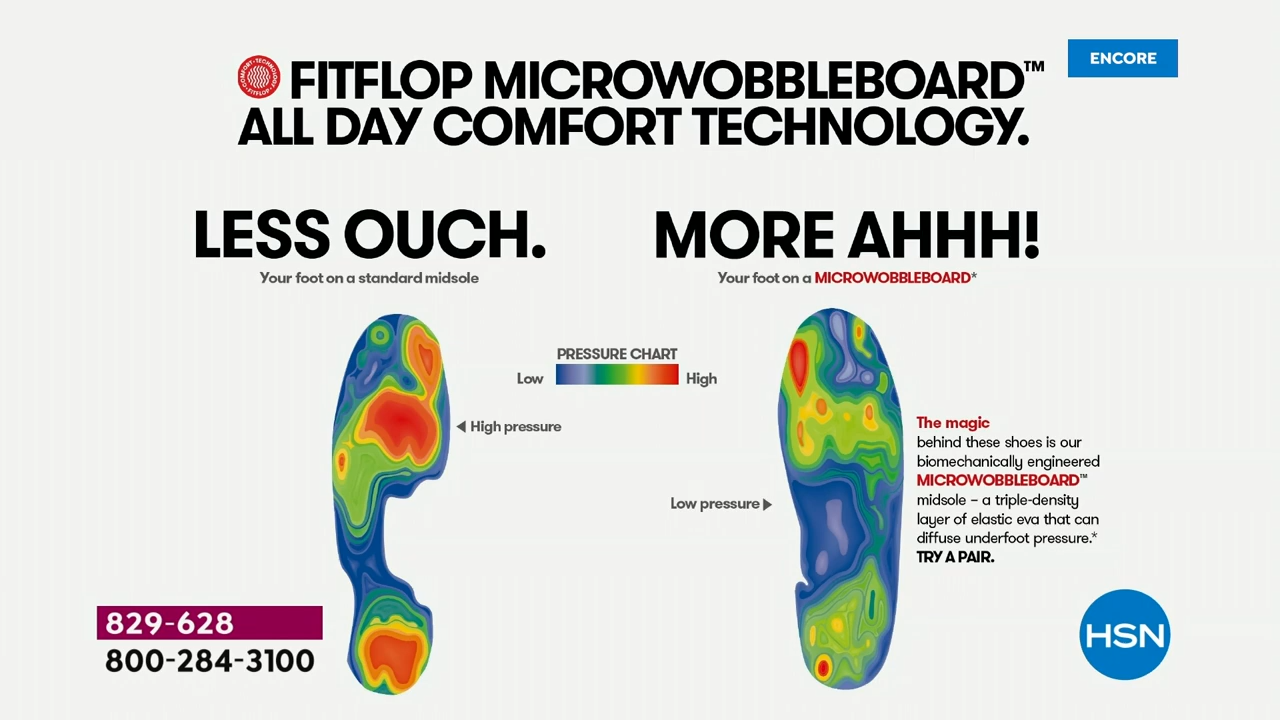 ENCORE
FITFLOP MICROWOBBLEBOARD™
ALL DAY COMFORT TECHNOLOGY.
LESS OUCH.
Your foot on a standard midsole
MORE AHHH!
Your foot on a MICROWOBBLEBOARD*
PRESSURE CHART
Low
High
High pressure
Low pressure
The magic
behind these shoes is our
biomechanically engineered
MICROWOBBLEBOARD™
midsole – a triple-density
layer of elastic eva that can
diffuse underfoot pressure.*
TRY A PAIR.
829-628
800-284-3100
HSN